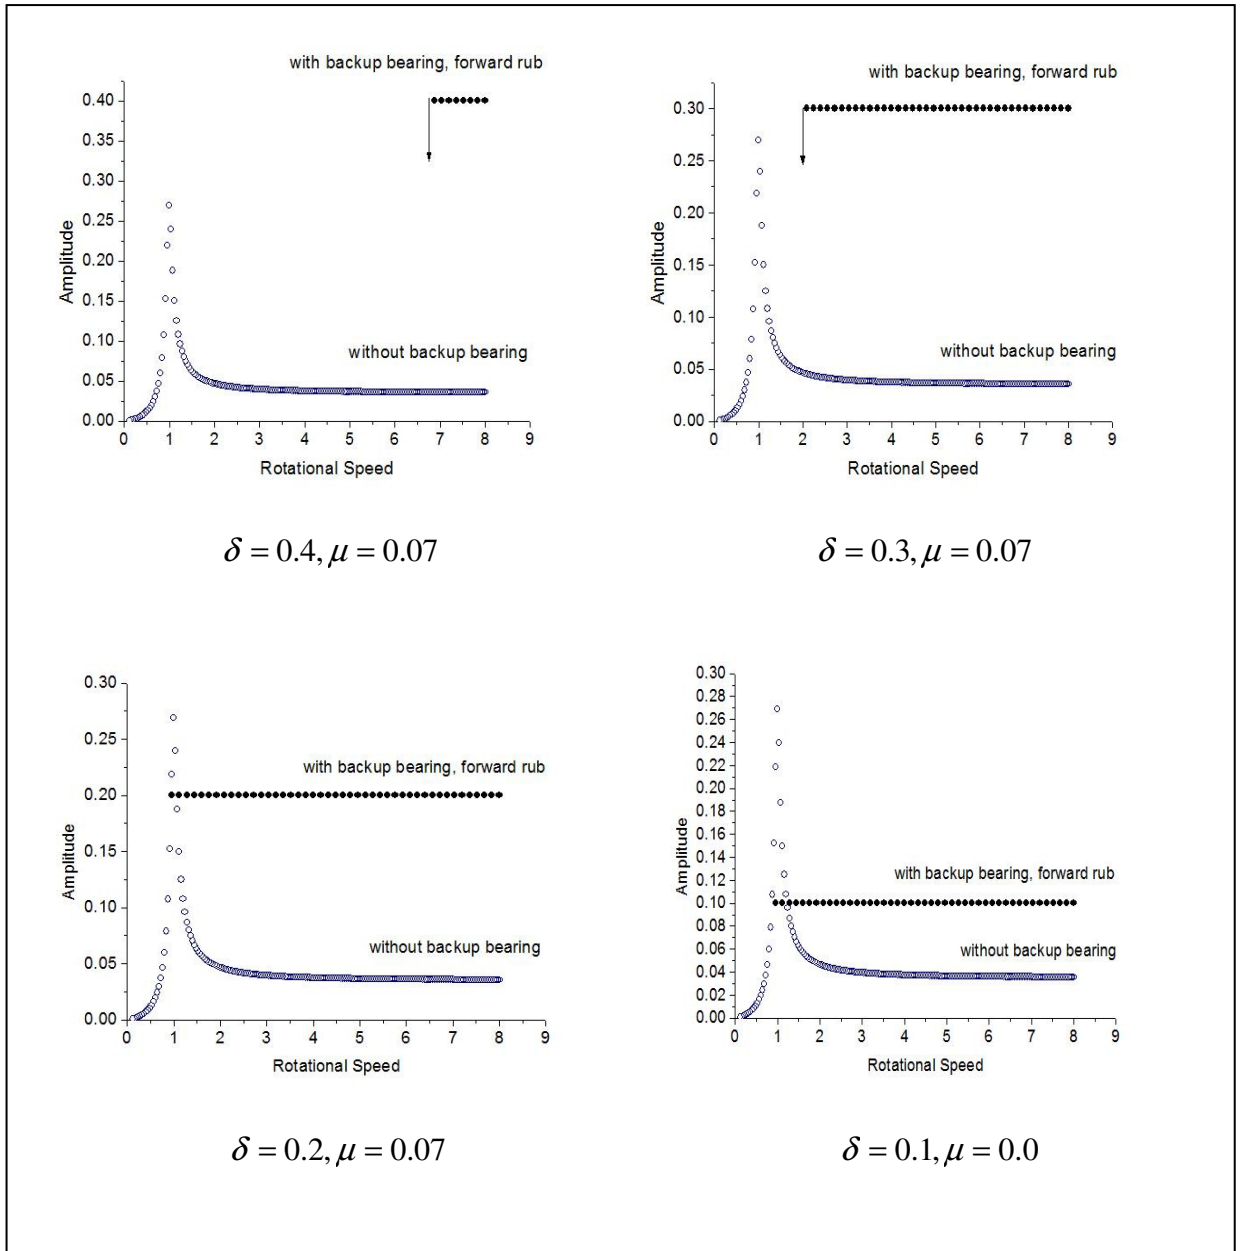 with backup bearing, forward rub
0.40
0.35
0.30
0.25
0.20
0.15
0.10
0.05
0.00
Amplitude
without backup bearing
0 1 2 3 4 5 6 7 8 9
Rotational Speed
δ = 0.4, μ = 0.07
with backup bearing, forward rub
0.30
0.25
0.20
0.15
0.10
0.05
0.00
Amplitude
without backup bearing
0 1 2 3 4 5 6 7 8 9
Rotational Speed
δ = 0.3, μ = 0.07
0.30
0.25
0.20
0.15
0.10
0.05
0.00
Amplitude
with backup bearing, forward rub
without backup bearing
0 1 2 3 4 5 6 7 8 9
Rotational Speed
δ = 0.2, μ = 0.07
0.30
0.28
0.26
0.24
0.22
0.20
0.18
0.16
0.14
0.12
0.10
0.08
0.06
0.04
0.02
0.00
Amplitude
with backup bearing, forward rub
without backup bearing
0 1 2 3 4 5 6 7 8 9
Rotational Speed
δ = 0.1, μ = 0.0